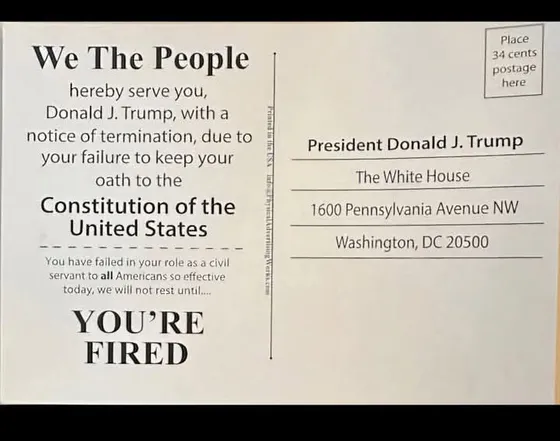 We The People
hereby serve you,
Donald J. Trump, with a
notice of termination, due to
your failure to keep your
oath to the
Constitution of the
United States
You have failed in your role as a civil
servant to all Americans so effective
today, we will not rest until....
YOU'RE
FIRED
Printed in the USA info@PhysicalAdvertisingWorks.com
Place
34 cents
postage
here
President Donald J. Trump
The White House
1600 Pennsylvania Avenue NW
Washington, DC 20500